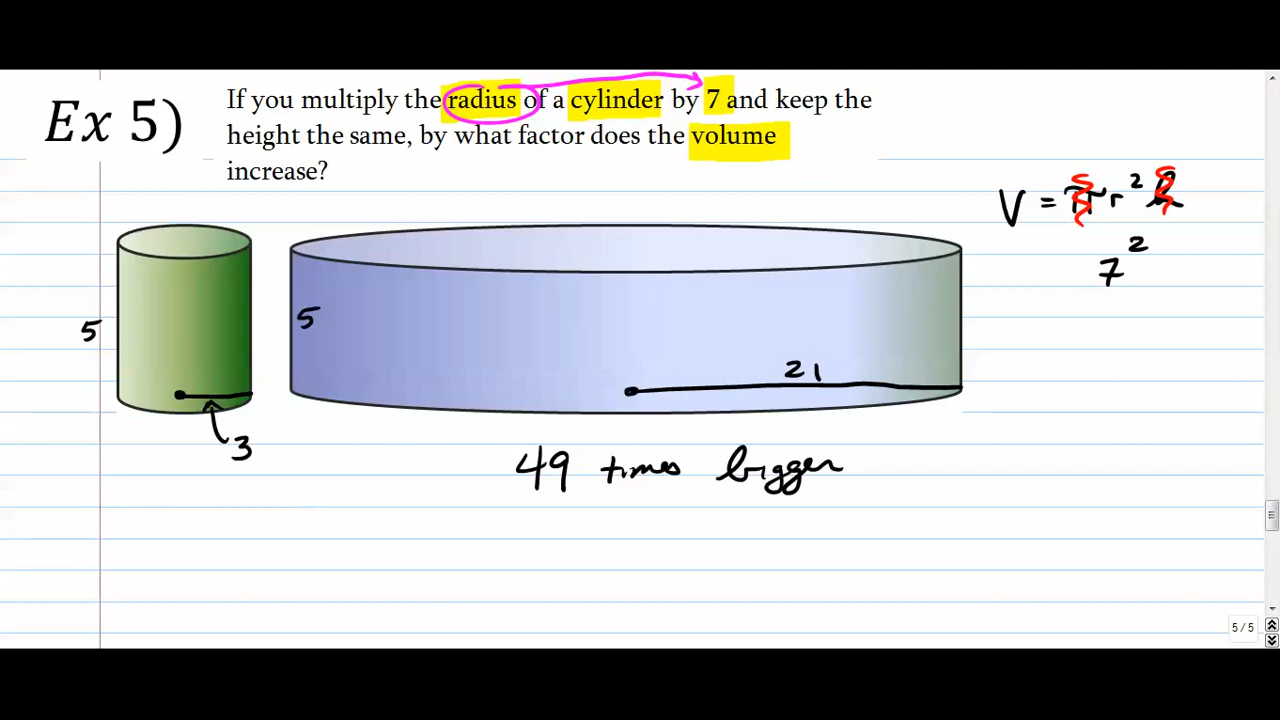 Ex 5)
If you multiply the radius of a cylinder by 7 and keep the
height the same, by what factor does the volume
increase?
V = πr² h
7²
5
3
5
21
49 times bigger
5 / 5